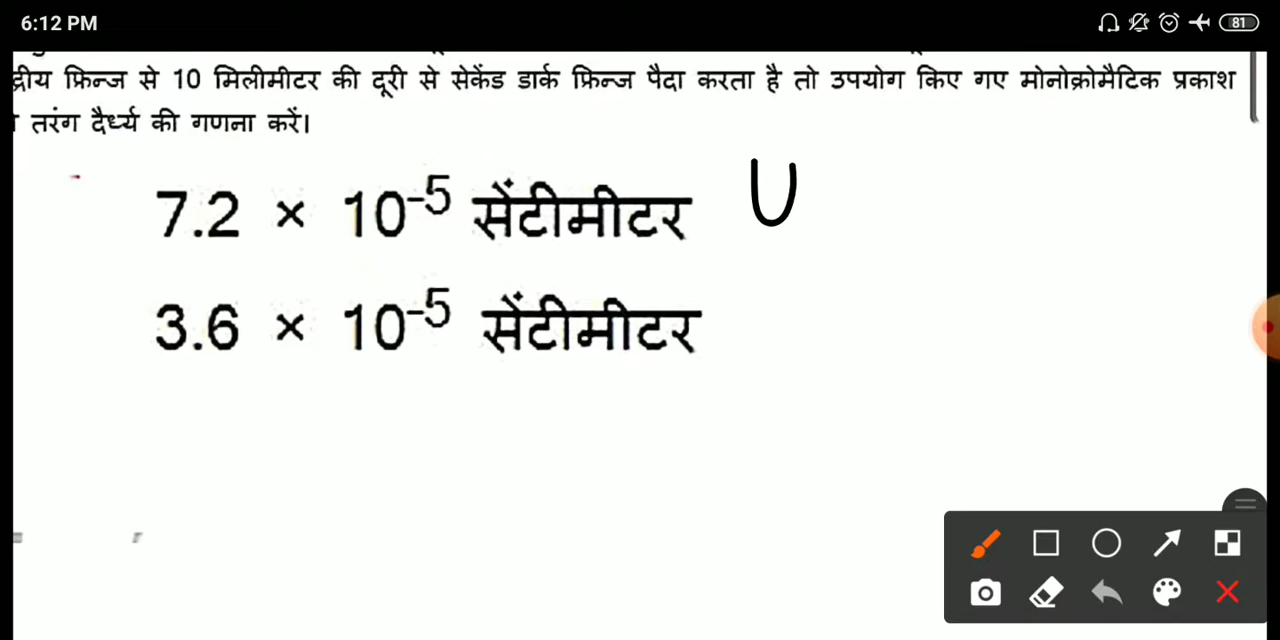 6:12 PM
81
फ्रिन्ज से 10 मिलीमीटर की दूरी से सेकेंड डार्क फ्रिन्ज पैदा करता है तो उपयोग किए गए मोनोक्रोमैटिक प्रकाश
तरंग दैर्ध्य की गणना करें।
7.2 × 10⁻⁵ सेंटीमीटर U
3.6 × 10⁻⁵ सेंटीमीटर